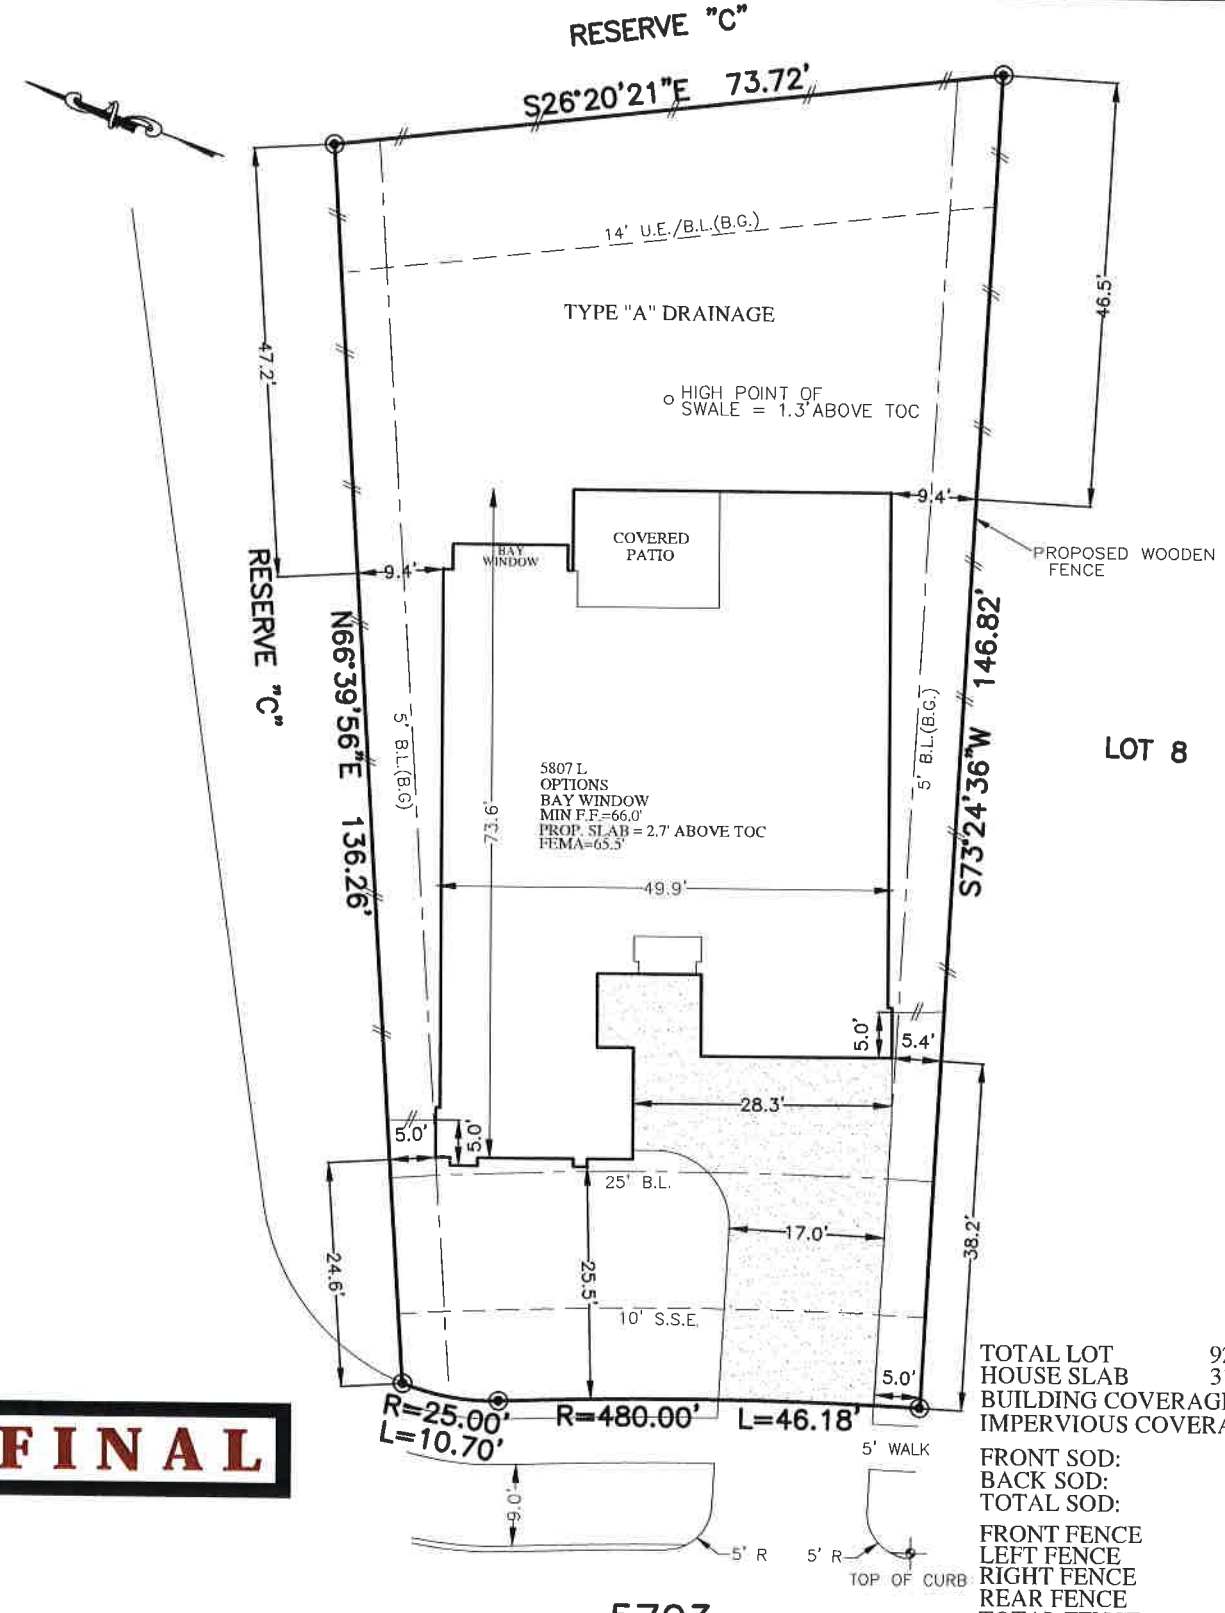 RESERVE "C"
S26°20'21"E 73.72'
14' U.E./B.L.(B.G.)
46.5'
TYPE "A" DRAINAGE
47.2'
HIGH POINT OF
SWALE = 1.3' ABOVE TOC
9.4'
COVERED
PATIO
BAY
WINDOW
PROPOSED WOODEN
FENCE
9.4'
RESERVE "C"
N66°39'56"E 136.26'
5' B.L.(B.G)
S73°24'36"W 146.82'
5' B.L.(B.G.)
LOT 8
5807 L
OPTIONS
BAY WINDOW
MIN F.F.=66.0'
PROP. SLAB = 2.7' ABOVE TOC
FEMA=65.5'
73.6'
49.9'
5.0'
5.4'
28.3'
5.0'
5.0'
25' B.L.
17.0'
38.2'
24.6'
25.5'
10' S.S.E.
5.0'
R=25.00'
L=10.70'
R=480.00' L=46.18'
5' WALK
FINAL
9.0'
5' R
5' R
TOP OF CURB
TOTAL LOT
HOUSE SLAB
BUILDING COVERAGE
IMPERVIOUS COVERA
FRONT SOD:
BACK SOD:
TOTAL SOD:
FRONT FENCE
LEFT FENCE
RIGHT FENCE
REAR FENCE